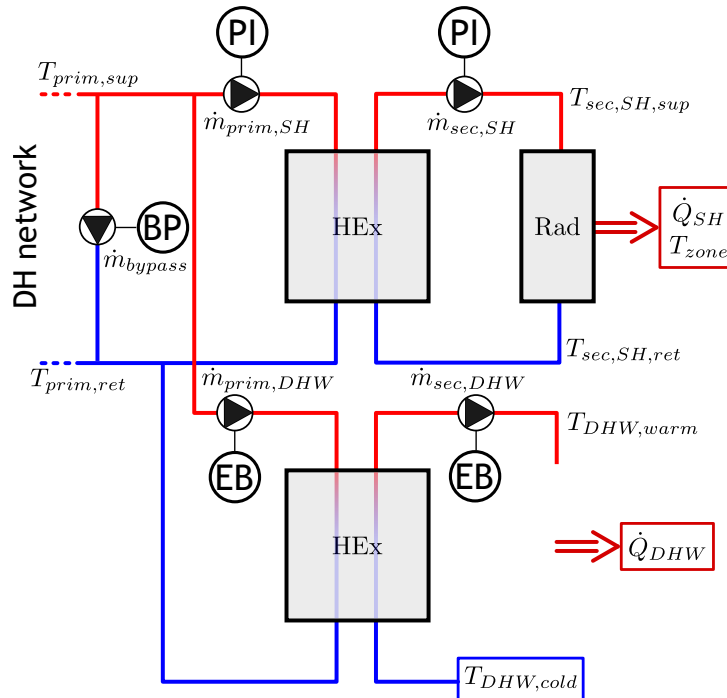 PI
PI
T_{prim,sup}
T_{sec,SH,sup}
ṁ_{prim,SH}
ṁ_{sec,SH}
DH network
BP
HEx
Rad
Q̇_{SH}
T_{zone}
ṁ_{bypass}
T_{prim,ret}
T_{sec,SH,ret}
ṁ_{prim,DHW}
ṁ_{sec,DHW}
T_{DHW,warm}
EB
EB
HEx
Q̇_{DHW}
T_{DHW,cold}